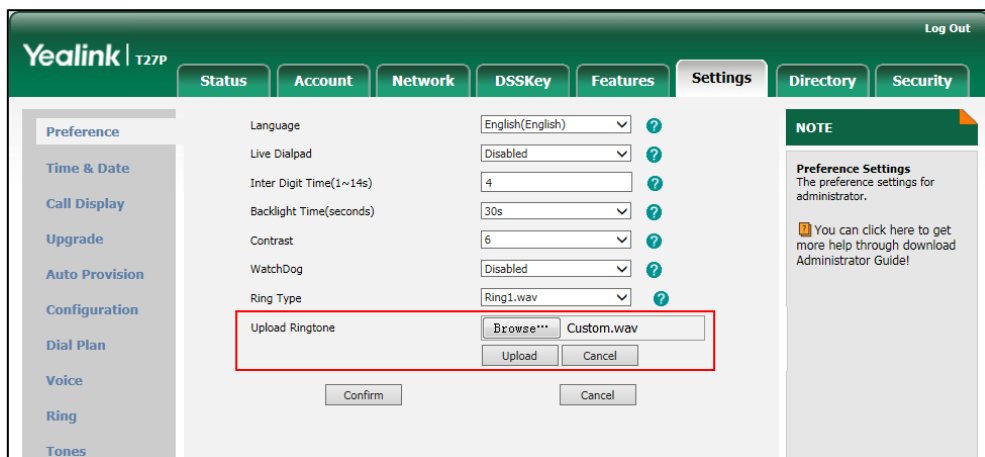 Log Out
Yealink T27P
Status Account Network DSSKey Features Settings Directory Security
Preference
Time & Date
Call Display
Upgrade
Auto Provision
Configuration
Dial Plan
Voice
Ring
Tones
Language English(English)
Live Dialpad Disabled
Inter Digit Time(1~14s) 4
Backlight Time(seconds) 30s
Contrast 6
WatchDog Disabled
Ring Type Ring1.wav
Upload Ringtone Browse··· Custom.wav
Upload Cancel
Confirm Cancel
NOTE
Preference Settings
The preference settings for
administrator.
You can click here to get
more help through download
Administrator Guide!